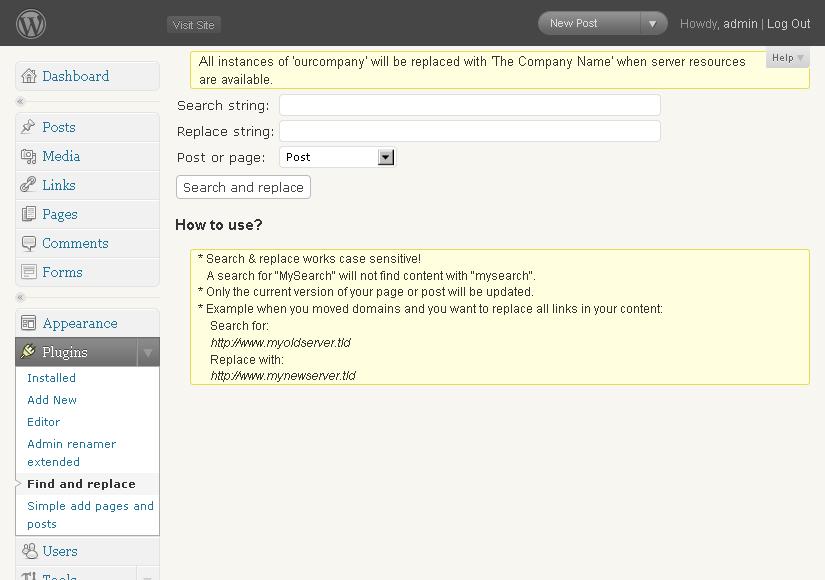 Visit Site
New Post
Howdy, admin | Log Out
Dashboard
Posts
Media
Links
Pages
Comments
Forms
Appearance
Plugins
Installed
Add New
Editor
Admin renamer
extended
Find and replace
Simple add pages and
posts
Users
Tools
Help
All instances of 'ourcompany' will be replaced with 'The Company Name' when server resources
are available.
Search string:
Replace string:
Post or page: Post
Search and replace
How to use?
* Search & replace works case sensitive!
A search for "MySearch" will not find content with "mysearch".
* Only the current version of your page or post will be updated.
* Example when you moved domains and you want to replace all links in your content:
Search for:
http://www.myoldserver.tld
Replace with:
http://www.mynewserver.tld